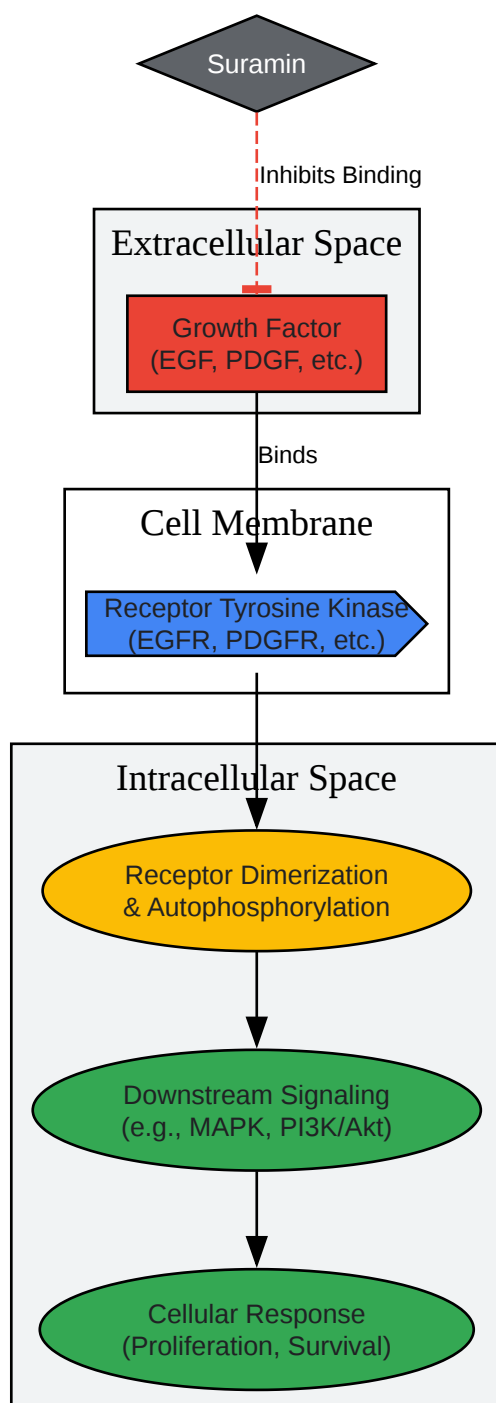 Suramin
Inhibits Binding
Extracellular Space
Growth Factor
(EGF, PDGF, etc.)
Binds
Cell Membrane
Receptor Tyrosine Kinase
(EGFR, PDGFR, etc.)
Intracellular Space
Receptor Dimerization
& Autophosphorylation
Downstream Signaling
(e.g., MAPK, PI3K/Akt)
Cellular Response
(Proliferation, Survival)